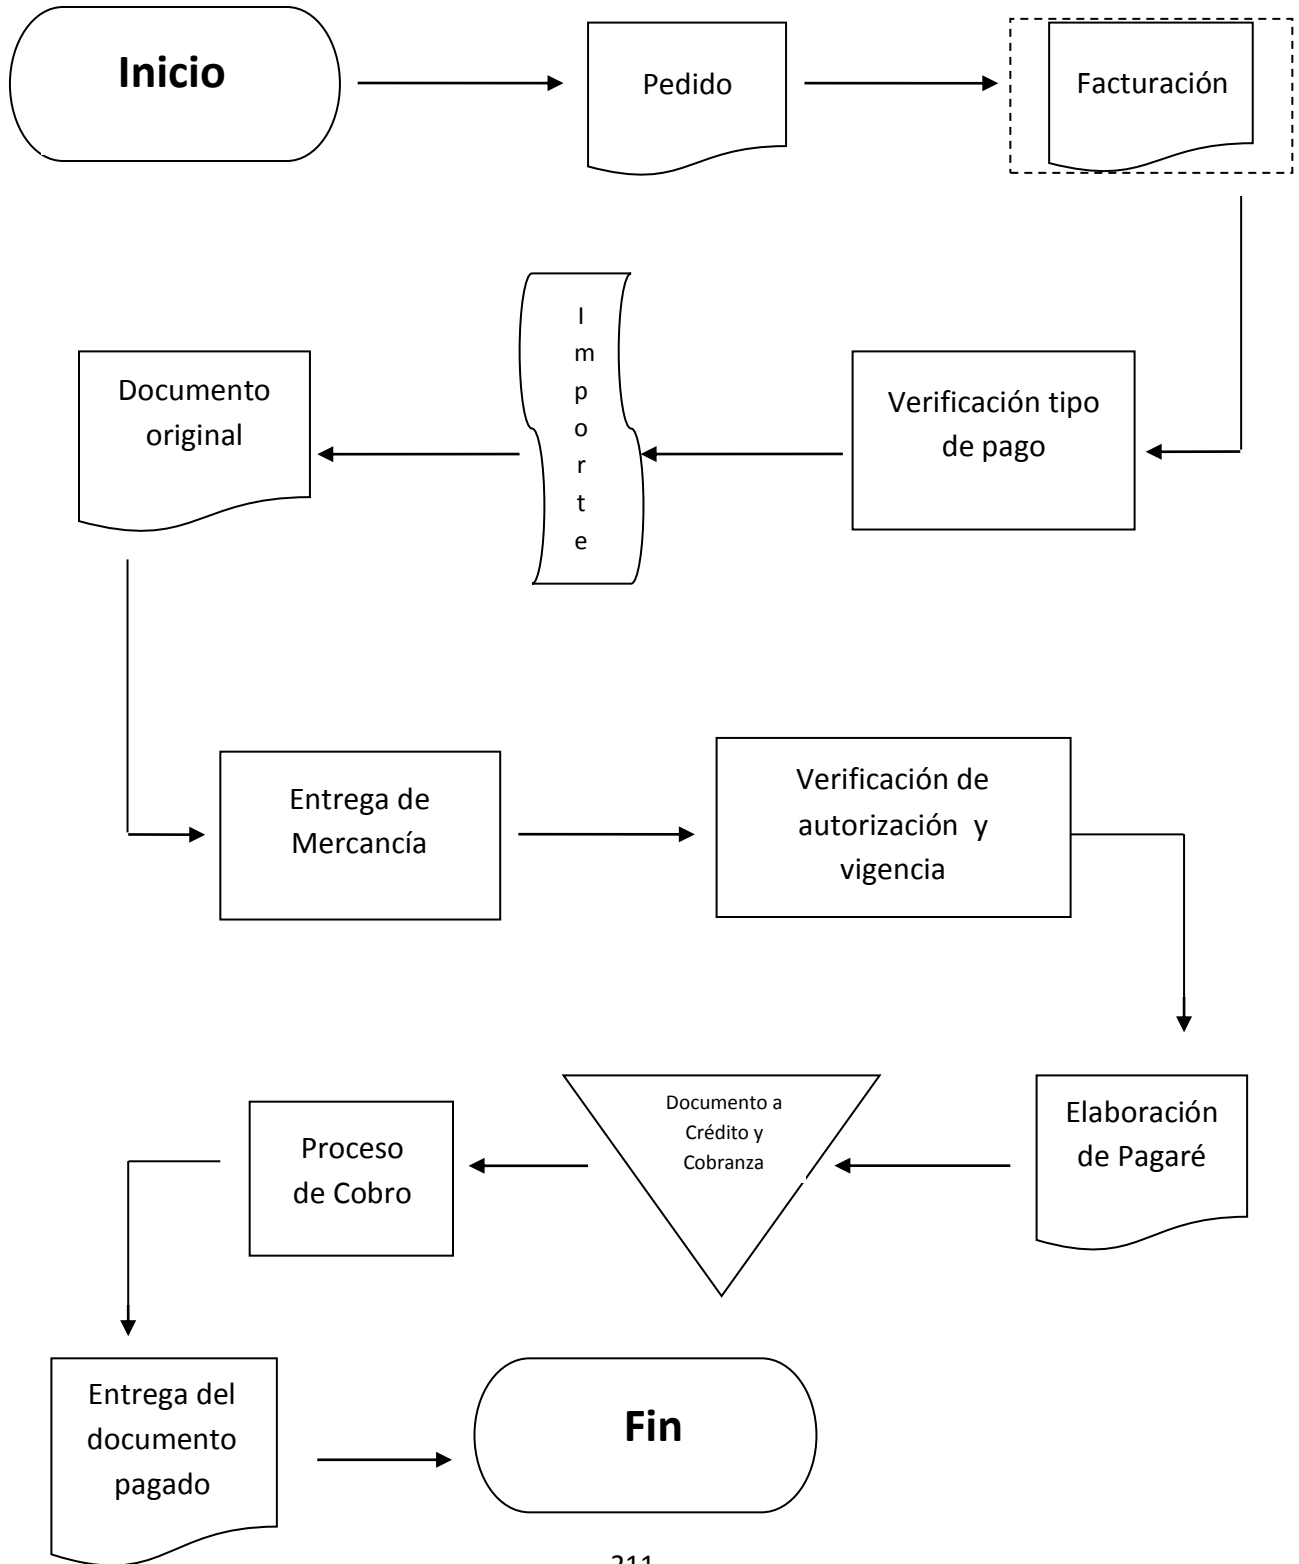 Inicio
Pedido
Facturación
Verificación tipo
de pago
I
m
p
o
r
t
e
Documento
original
Entrega de
Mercancía
Verificación de
autorización y
vigencia
Elaboración
de Pagaré
Documento a
Crédito y
Cobranza
Proceso
de Cobro
Entrega del
documento
pagado
Fin
211